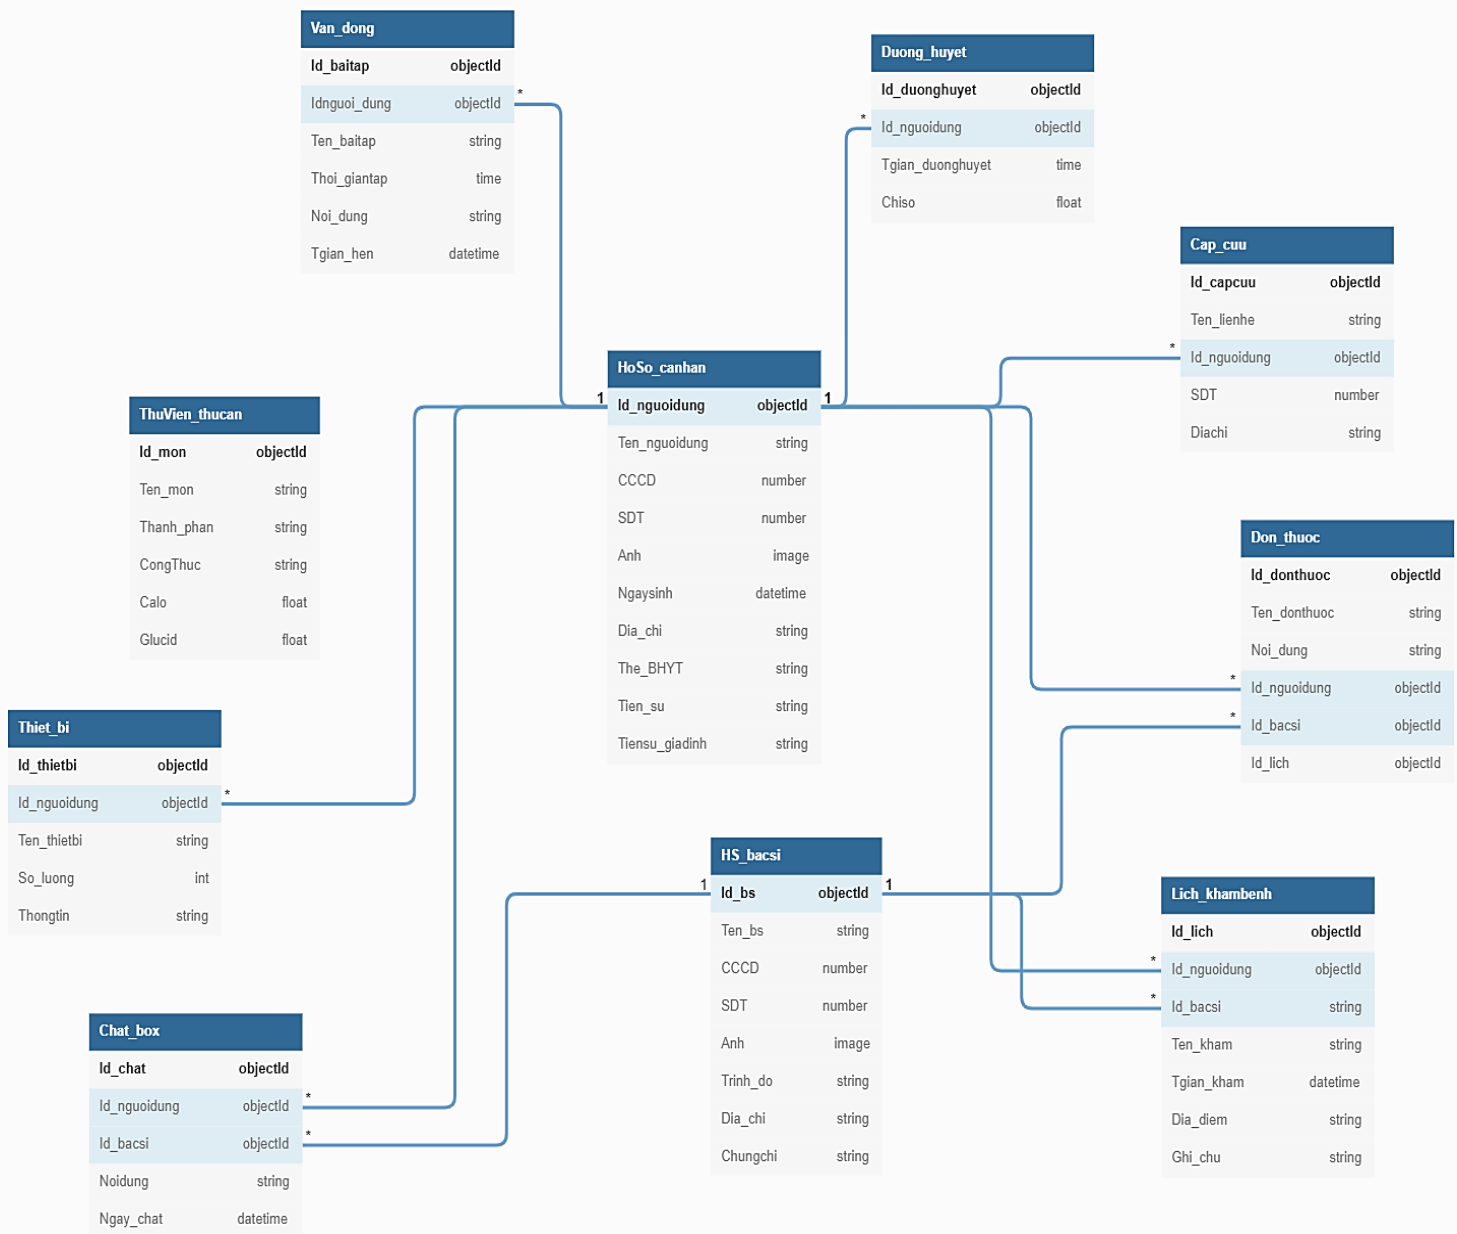 Van_dong
Id_baitap objectId
Idnguoi_dung objectId *
Ten_baitap string
Thoi_giantap time
Noi_dung string
Tgian_hen datetime
Duong_huyet
Id_duonghuyet objectId
* Id_nguoidung objectId
Tgian_duonghuyet time
Chiso float
Cap_cuu
Id_capcuu objectId
Ten_lienhe string
* Id_nguoidung objectId
SDT number
Diachi string
HoSo_canhan
1 Id_nguoidung objectId 1
Ten_nguoidung string
CCCD number
SDT number
Anh image
Ngaysinh datetime
Dia_chi string
The_BHYT string
Tien_su string
Tiensu_giadinh string
ThuVien_thucan
Id_mon objectId
Ten_mon string
Thanh_phan string
CongThuc string
Calo float
Glucid float
Don_thuoc
Id_donthuoc objectId
Ten_donthuoc string
Noi_dung string
* Id_nguoidung objectId
* Id_bacsi objectId
Id_lich objectId
Thiet_bi
Id_thietbi objectId
Id_nguoidung objectId *
Ten_thietbi string
So_luong int
Thongtin string
HS_bacsi
1 Id_bs objectId 1
Ten_bs string
CCCD number
SDT number
Anh image
Trinh_do string
Dia_chi string
Chungchi string
Lich_khambenh
Id_lich objectId
* Id_nguoidung objectId
* Id_bacsi string
Ten_kham string
Tgian_kham datetime
Dia_diem string
Ghi_chu string
Chat_box
Id_chat objectId
Id_nguoidung objectId *
Id_bacsi objectId *
Noidung string
Ngay_chat datetime